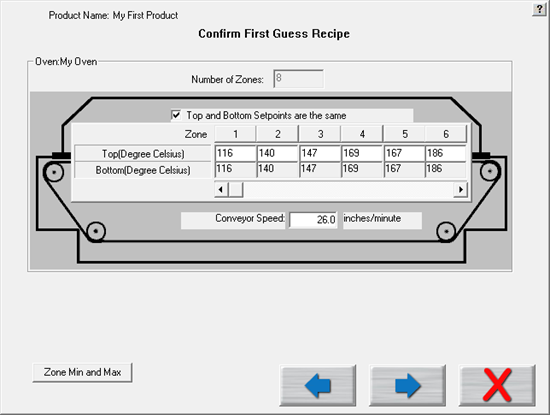 ?
Product Name: My First Product
Confirm First Guess Recipe
Oven:My Oven
Number of Zones: 8
Top and Bottom Setpoints are the same
Zone 1 2 3 4 5 6
Top(Degree Celsius) 116 140 147 169 167 186
Bottom(Degree Celsius) 116 140 147 169 167 186
Conveyor Speed: 26.0 inches/minute
Zone Min and Max